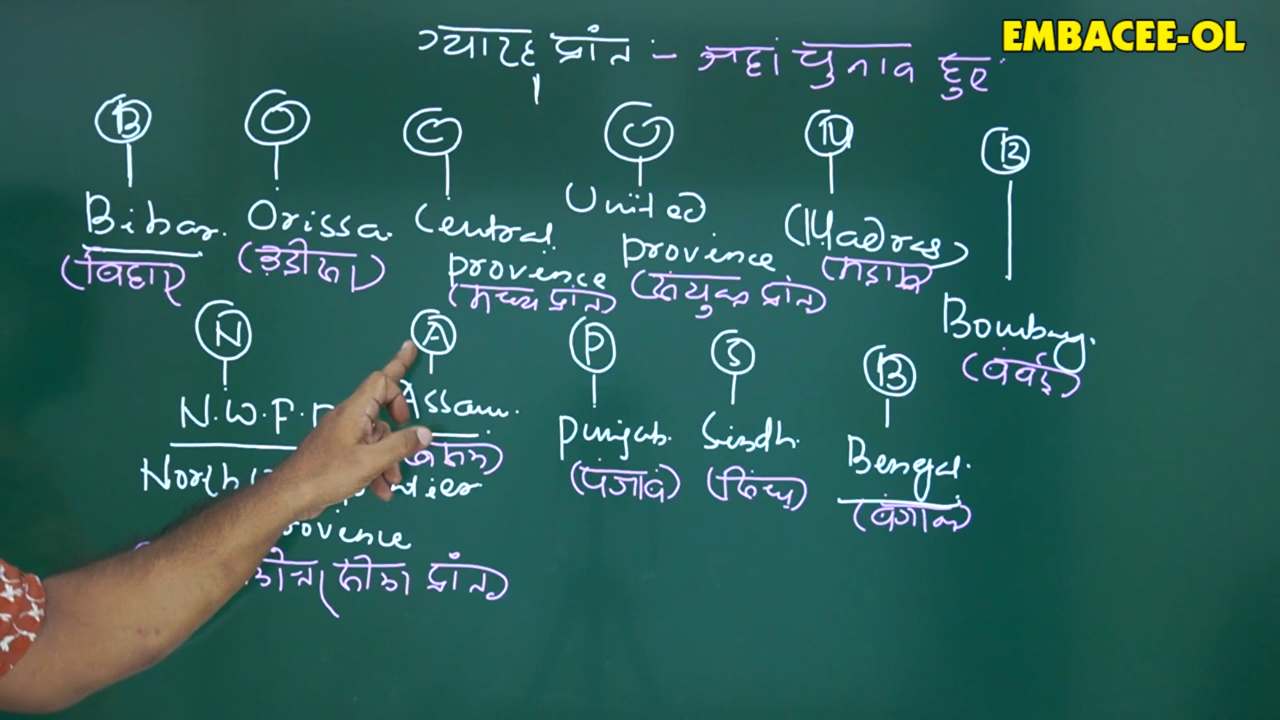 EMBACEE-OL
ग्यारह प्रांत :- जहां चुनाव हुए
B O C U M B
Bihar. Orissa. Central provence United provence (Madras) Bombay.
(बिहार) (उडीसा) (मध्य प्रांत) (संयुक्त प्रांत) (मद्रास) (बंबई)
N A P S B
N.W.F. Assam. Punjab. Sindh. Bengal.
North
(पंजाब) (सिंध) (बंगाल)
सीमा प्रांत)